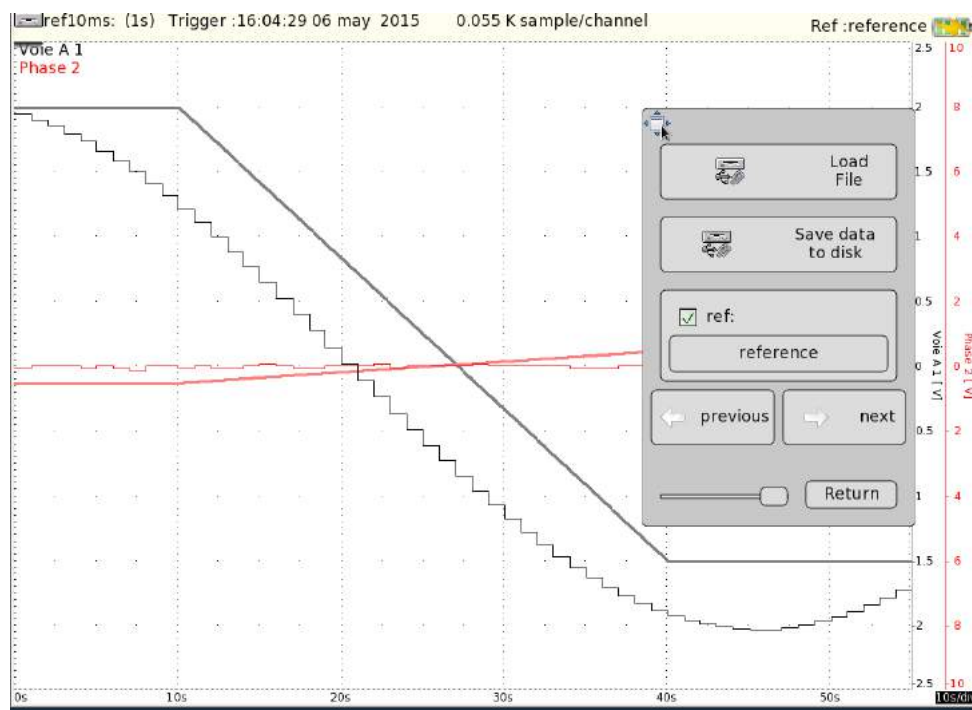 ref10ms: (1s) Trigger :16:04:29 06 may 2015 0.055 K sample/channel Ref :reference
Voie A 1
Phase 2
2.5 10
2 8
1.5 6
1 4
0.5 2
0 0
0.5 2
1 4
1.5 6
2 8
-2.5 -10
Voie A 1 [V]
Phase 2 [V]
Load
File
Save data
to disk
ref:
reference
previous
next
Return
0s 10s 20s 30s 40s 50s 10s/div